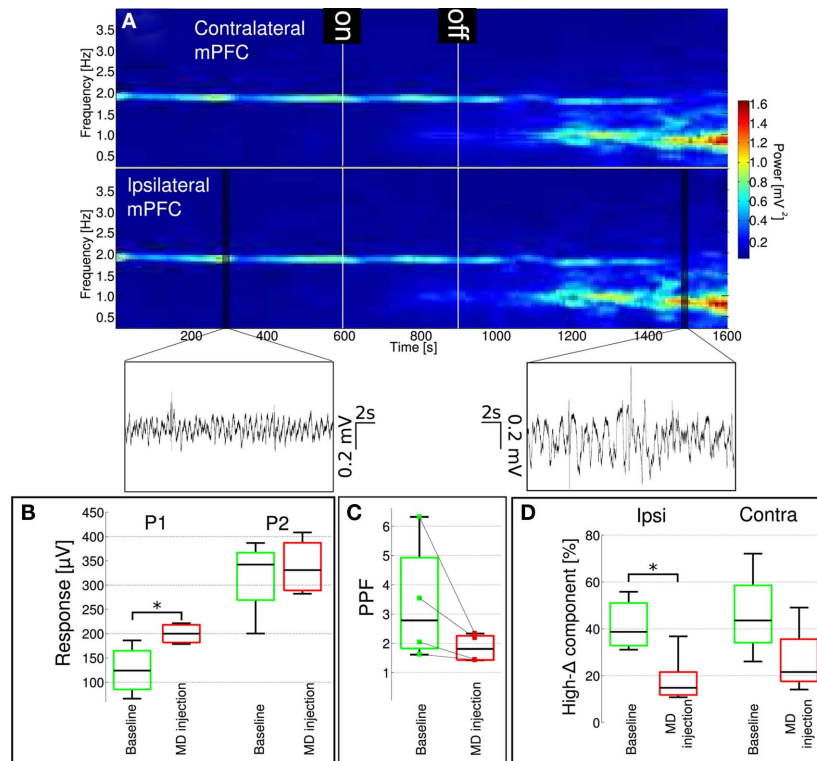 A
Contralateral
mPFC
on
off
Frequency [Hz]
3.5
3.0
2.5
2.0
1.5
1.0
0.5
Ipsilateral
mPFC
Frequency [Hz]
3.5
3.0
2.5
2.0
1.5
1.0
0.5
200 400 600 800 1000 1200 1400 1600
Time [s]
1.6
1.4
1.2
1.0
0.8
0.6
0.4
0.2
Power [mV²]
2s
0.2 mV
2s
0.2 mV
B
P1 P2
Response [µV]
450
400
350
300
250
200
150
100
*
Baseline
MD injection
Baseline
MD injection
C
PPF
6
5
4
3
2
1
Baseline
MD injection
D
Ipsi Contra
High-Δ component [%]
80
60
40
20
0
*
Baseline
MD
injection
Baseline
MD
injection